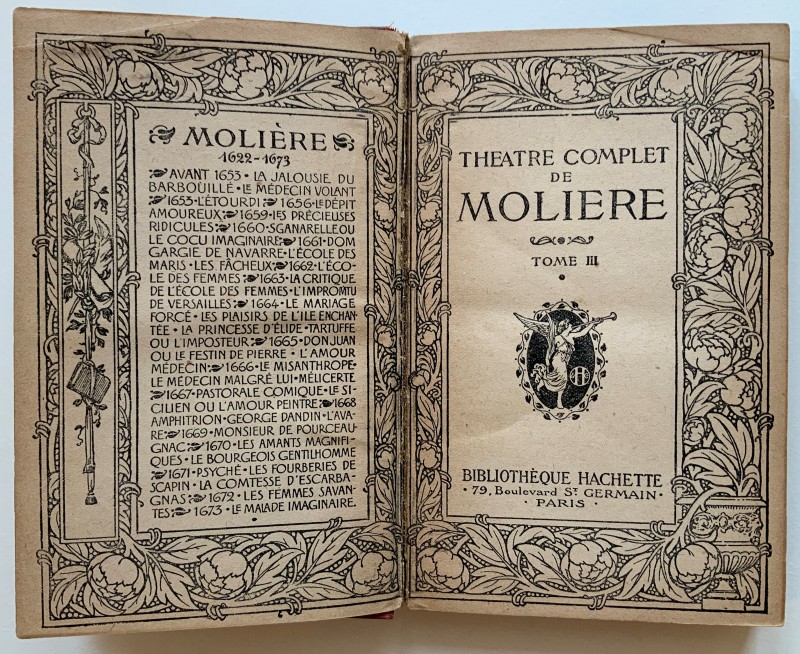 MOLIÈRE
1622-1673
AVANT 1653 • LA JALOUSIE DU
BARBOUILLÉ • LE MÉDECIN VOLANT
1653 • L'ÉTOURDI 1656 • LE DÉPIT
AMOUREUX 1659 • LES PRÉCIEUSES
RIDICULES 1660 • SGANARELLE OU
LE COCU IMAGINAIRE 1661 • DOM
GARGIE DE NAVARRE • L'ÉCOLE DES
MARIS • LES FÂCHEUX 1662 • L'ÉCO-
LE DES FEMMES 1663 • LA CRITIQUE
DE L'ÉCOLE DES FEMMES • L'IMPROMTU
DE VERSAILLES 1664 • LE MARIAGE
FORCÉ • LES PLAISIRS DE L'ILE ENCHAN-
TÉE • LA PRINCESSE D'ÉLIDE • TARTUFFE
OU L'IMPOSTEUR 1665 • DON JUAN
OU LE FESTIN DE PIERRE • L'AMOUR
MÉDECIN 1666 • LE MISANTHROPE •
LE MÉDECIN MALGRÉ LUI • MÉLICERTE
1667 • PASTORALE COMIQUE • LE SI-
CILIEN OU L'AMOUR PEINTRE 1668
AMPHITRION • GEORGE DANDIN • L'AVA-
RE 1669 • MONSIEUR DE POURCEAU-
GNAC 1670 • LES AMANTS MAGNIFI-
QUES • LE BOURGEOIS GENTILHOMME
1671 • PSYCHÉ • LES FOURBERIES DE
SCAPIN • LA COMTESSE D'ESCARBA-
GNAS 1672 • LES FEMMES SAVAN-
TES 1673 • LE MALADE IMAGINAIRE.
THEATRE COMPLET
DE
MOLIERE
TOME III
H
BIBLIOTHÈQUE HACHETTE
• 79, Boulevard St GERMAIN •
• PARIS •